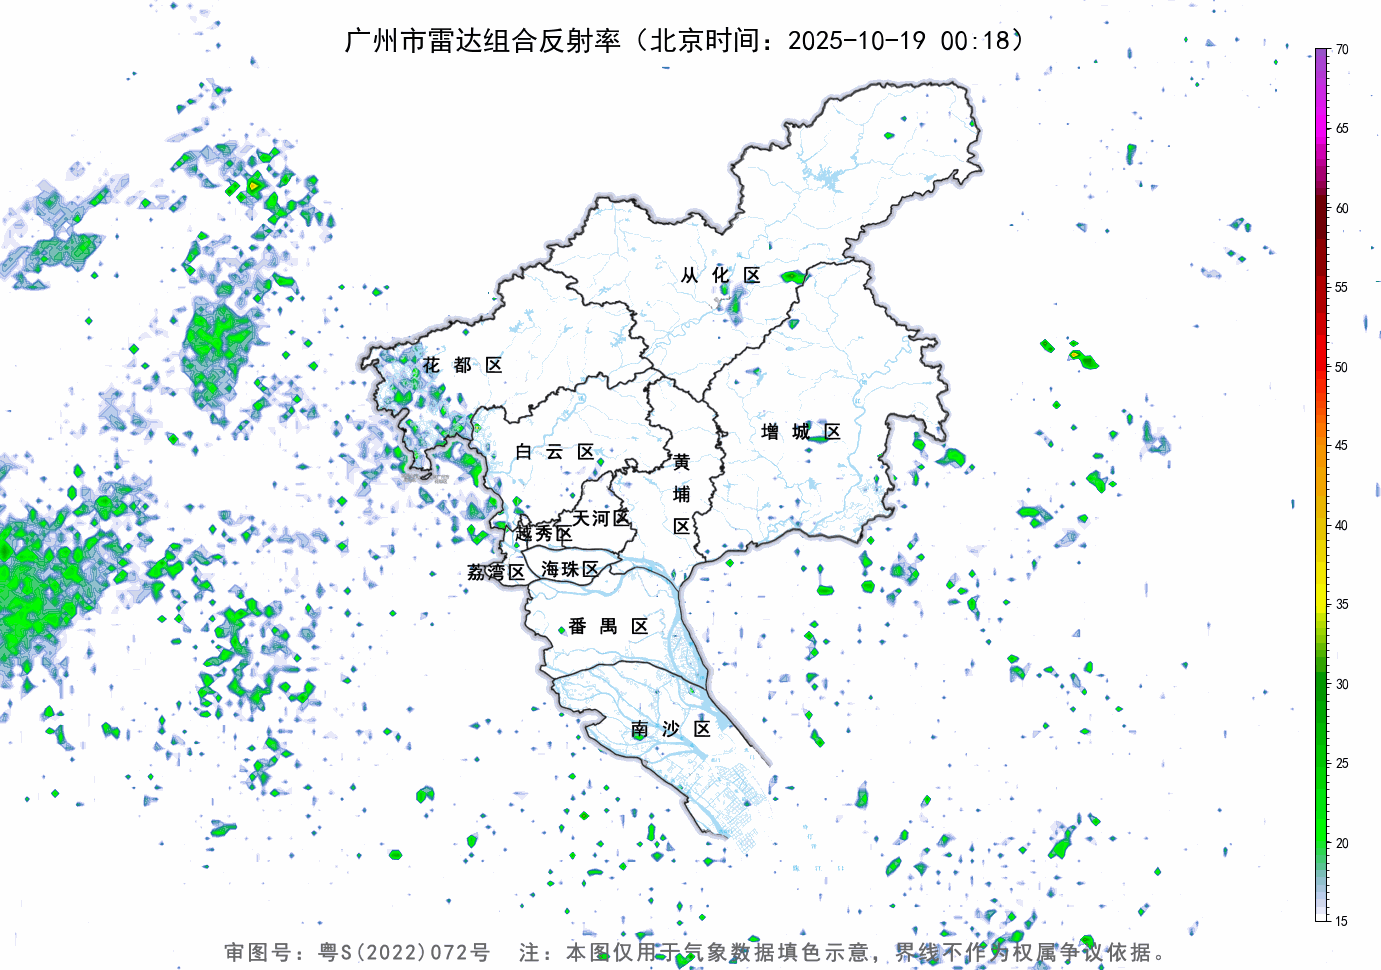 广州市雷达组合反射率（北京时间：2025-10-19 00:18）
70
65
60
55
50
45
40
35
30
25
20
15
从化区
花都区
增城区
白云区
黄埔区
天河区
越秀区
荔湾区
海珠区
番禺区
南沙区
审图号：粤S(2022)072号 注：本图仅用于气象数据填色示意，界线不作为权属争议依据。